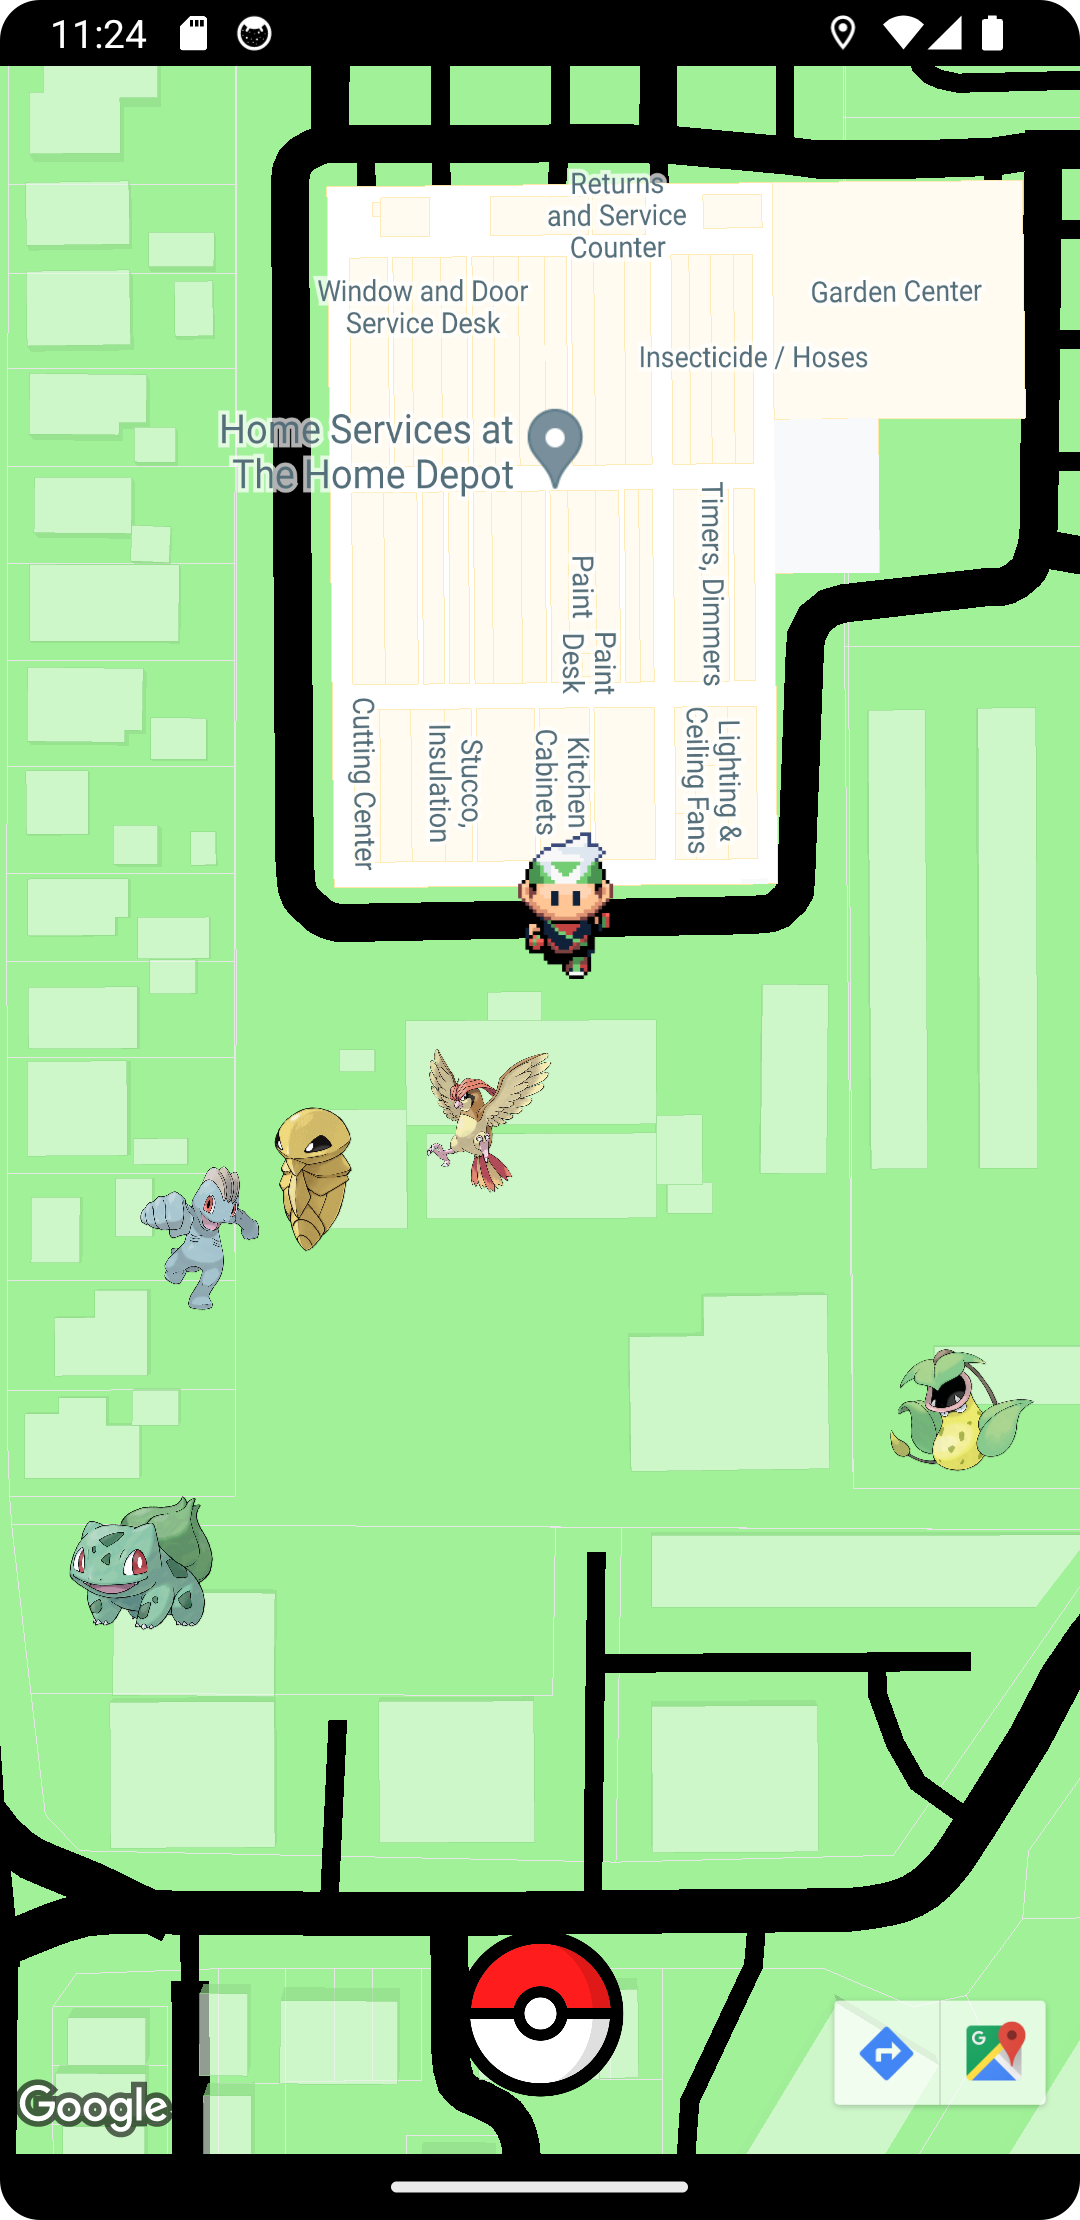 11:24
Returns
and Service
Counter
Window and Door
Service Desk
Garden Center
Insecticide / Hoses
Home Services at
The Home Depot
Timers, Dimmers
Paint
Paint
Desk
Cutting Center
Stucco,
Insulation
Kitchen
Cabinets
Lighting &
Ceiling Fans
G
Google